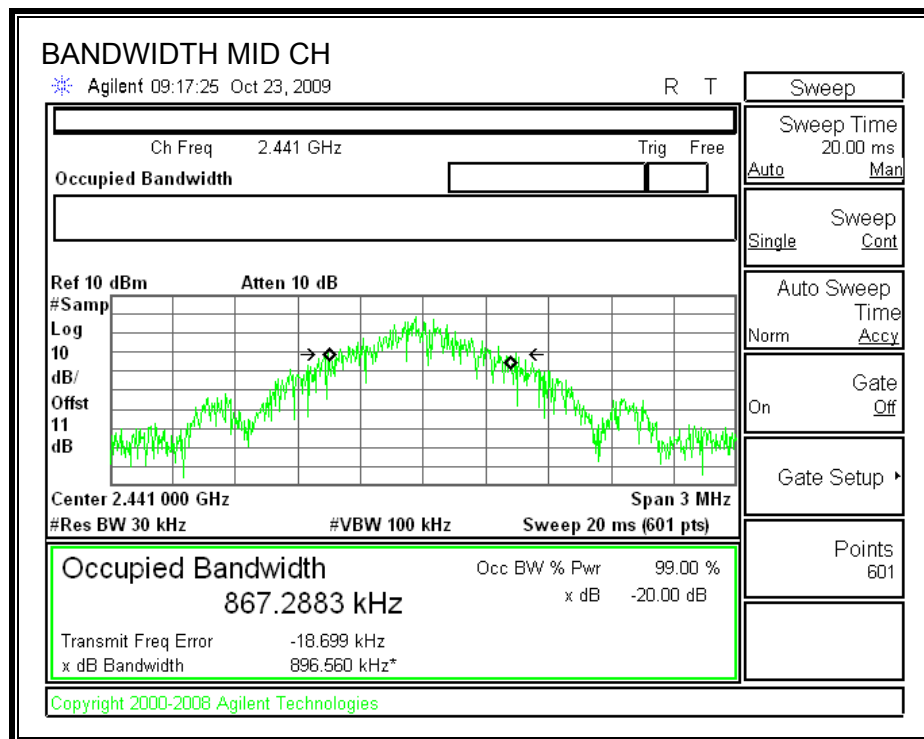 BANDWIDTH MID CH
Agilent 09:17:25 Oct 23, 2009 R T
Ch Freq 2.441 GHz Trig Free
Occupied Bandwidth
Ref 10 dBm Atten 10 dB
#Samp
Log
10
dB/
Offst
11
dB
Center 2.441 000 GHz Span 3 MHz
#Res BW 30 kHz #VBW 100 kHz Sweep 20 ms (601 pts)
Occupied Bandwidth Occ BW % Pwr 99.00 %
867.2883 kHz x dB -20.00 dB
Transmit Freq Error -18.699 kHz
x dB Bandwidth 896.560 kHz*
Copyright 2000-2008 Agilent Technologies
Sweep
Sweep Time
20.00 ms
Auto Man
Sweep
Single Cont
Auto Sweep
Time
Norm Accy
Gate
On Off
Gate Setup
Points
601